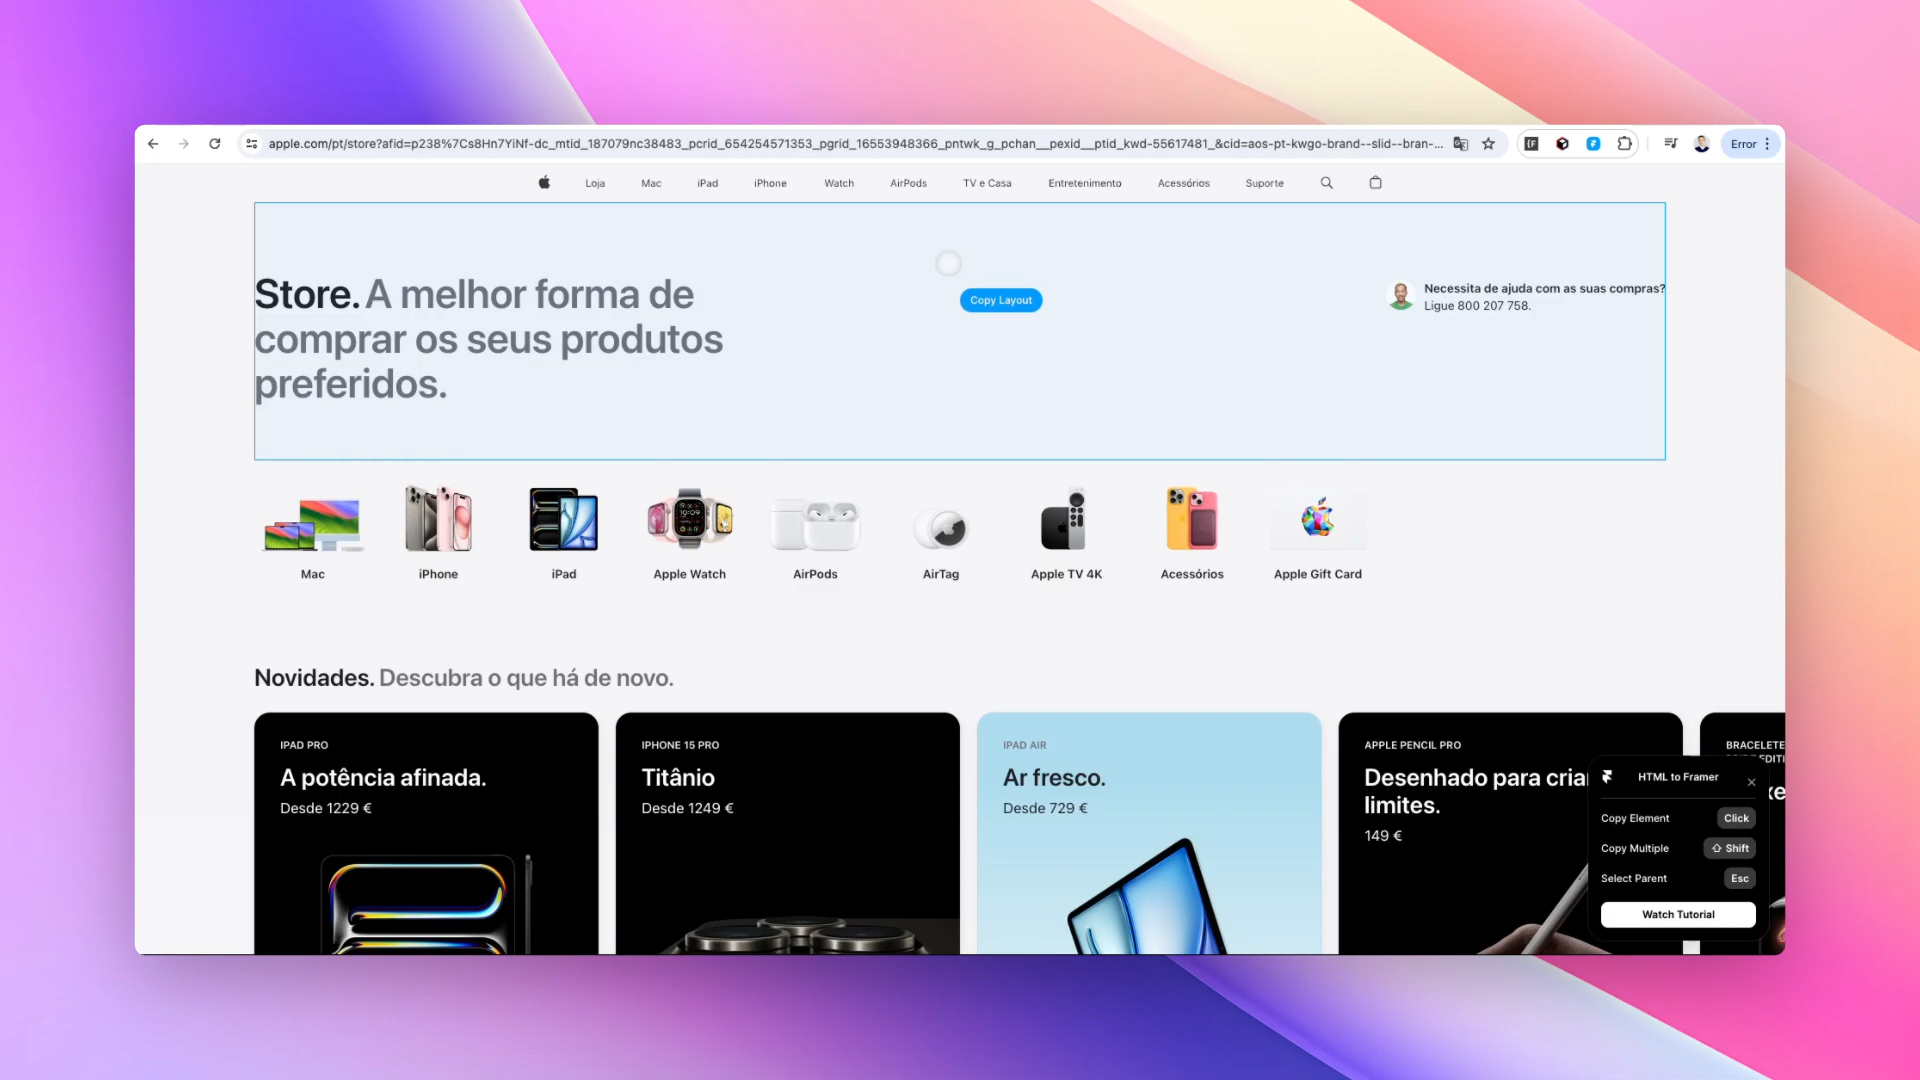 apple.com/pt/store?afid=p238%7Cs8Hn7YiNf-dc_mtid_187079nc38483_pcrid_654254571353_pgrid_16553948366_pntwk_g_pchan__pexid__ptid_kwd-55617481_&cid=aos-pt-kwgo-brand--slid--bran-...
Error
Loja Mac iPad iPhone Watch AirPods TV e Casa Entretenimento Acessórios Suporte
Store. A melhor forma de
comprar os seus produtos
preferidos.
Copy Layout
Necessita de ajuda com as suas compras?
Ligue 800 207 758.
Mac iPhone iPad Apple Watch AirPods AirTag Apple TV 4K Acessórios Apple Gift Card
Novidades. Descubra o que há de novo.
IPAD PRO
A potência afinada.
Desde 1229 €
IPHONE 15 PRO
Titânio
Desde 1249 €
IPAD AIR
Ar fresco.
Desde 729 €
APPLE PENCIL PRO
Desenhado para criar
limites.
149 €
BRACELETE
HTML to Framer
Copy Element Click
Copy Multiple Shift
Select Parent Esc
Watch Tutorial